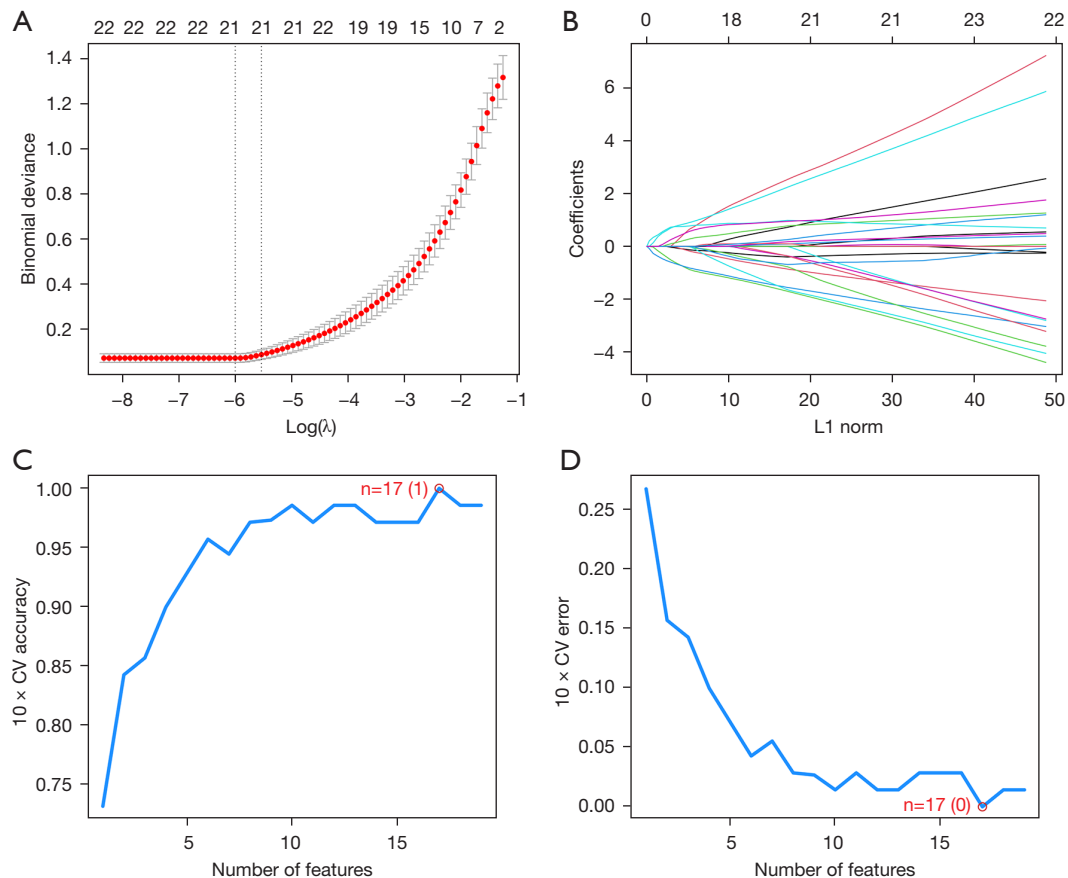 A
22 22 22 22 21 21 21 22 19 19 15 10 7 2
1.4
1.2
1.0
0.8
0.6
0.4
0.2
Binomial deviance
−8 −7 −6 −5 −4 −3 −2 −1
Log(λ)
B
0 18 21 21 23 22
6
4
2
0
−2
−4
Coefficients
0 10 20 30 40 50
L1 norm
C
1.00
0.95
0.90
0.85
0.80
0.75
10 × CV accuracy
n=17 (1)
5 10 15
Number of features
D
0.25
0.20
0.15
0.10
0.05
0.00
10 × CV error
n=17 (0)
5 10 15
Number of features